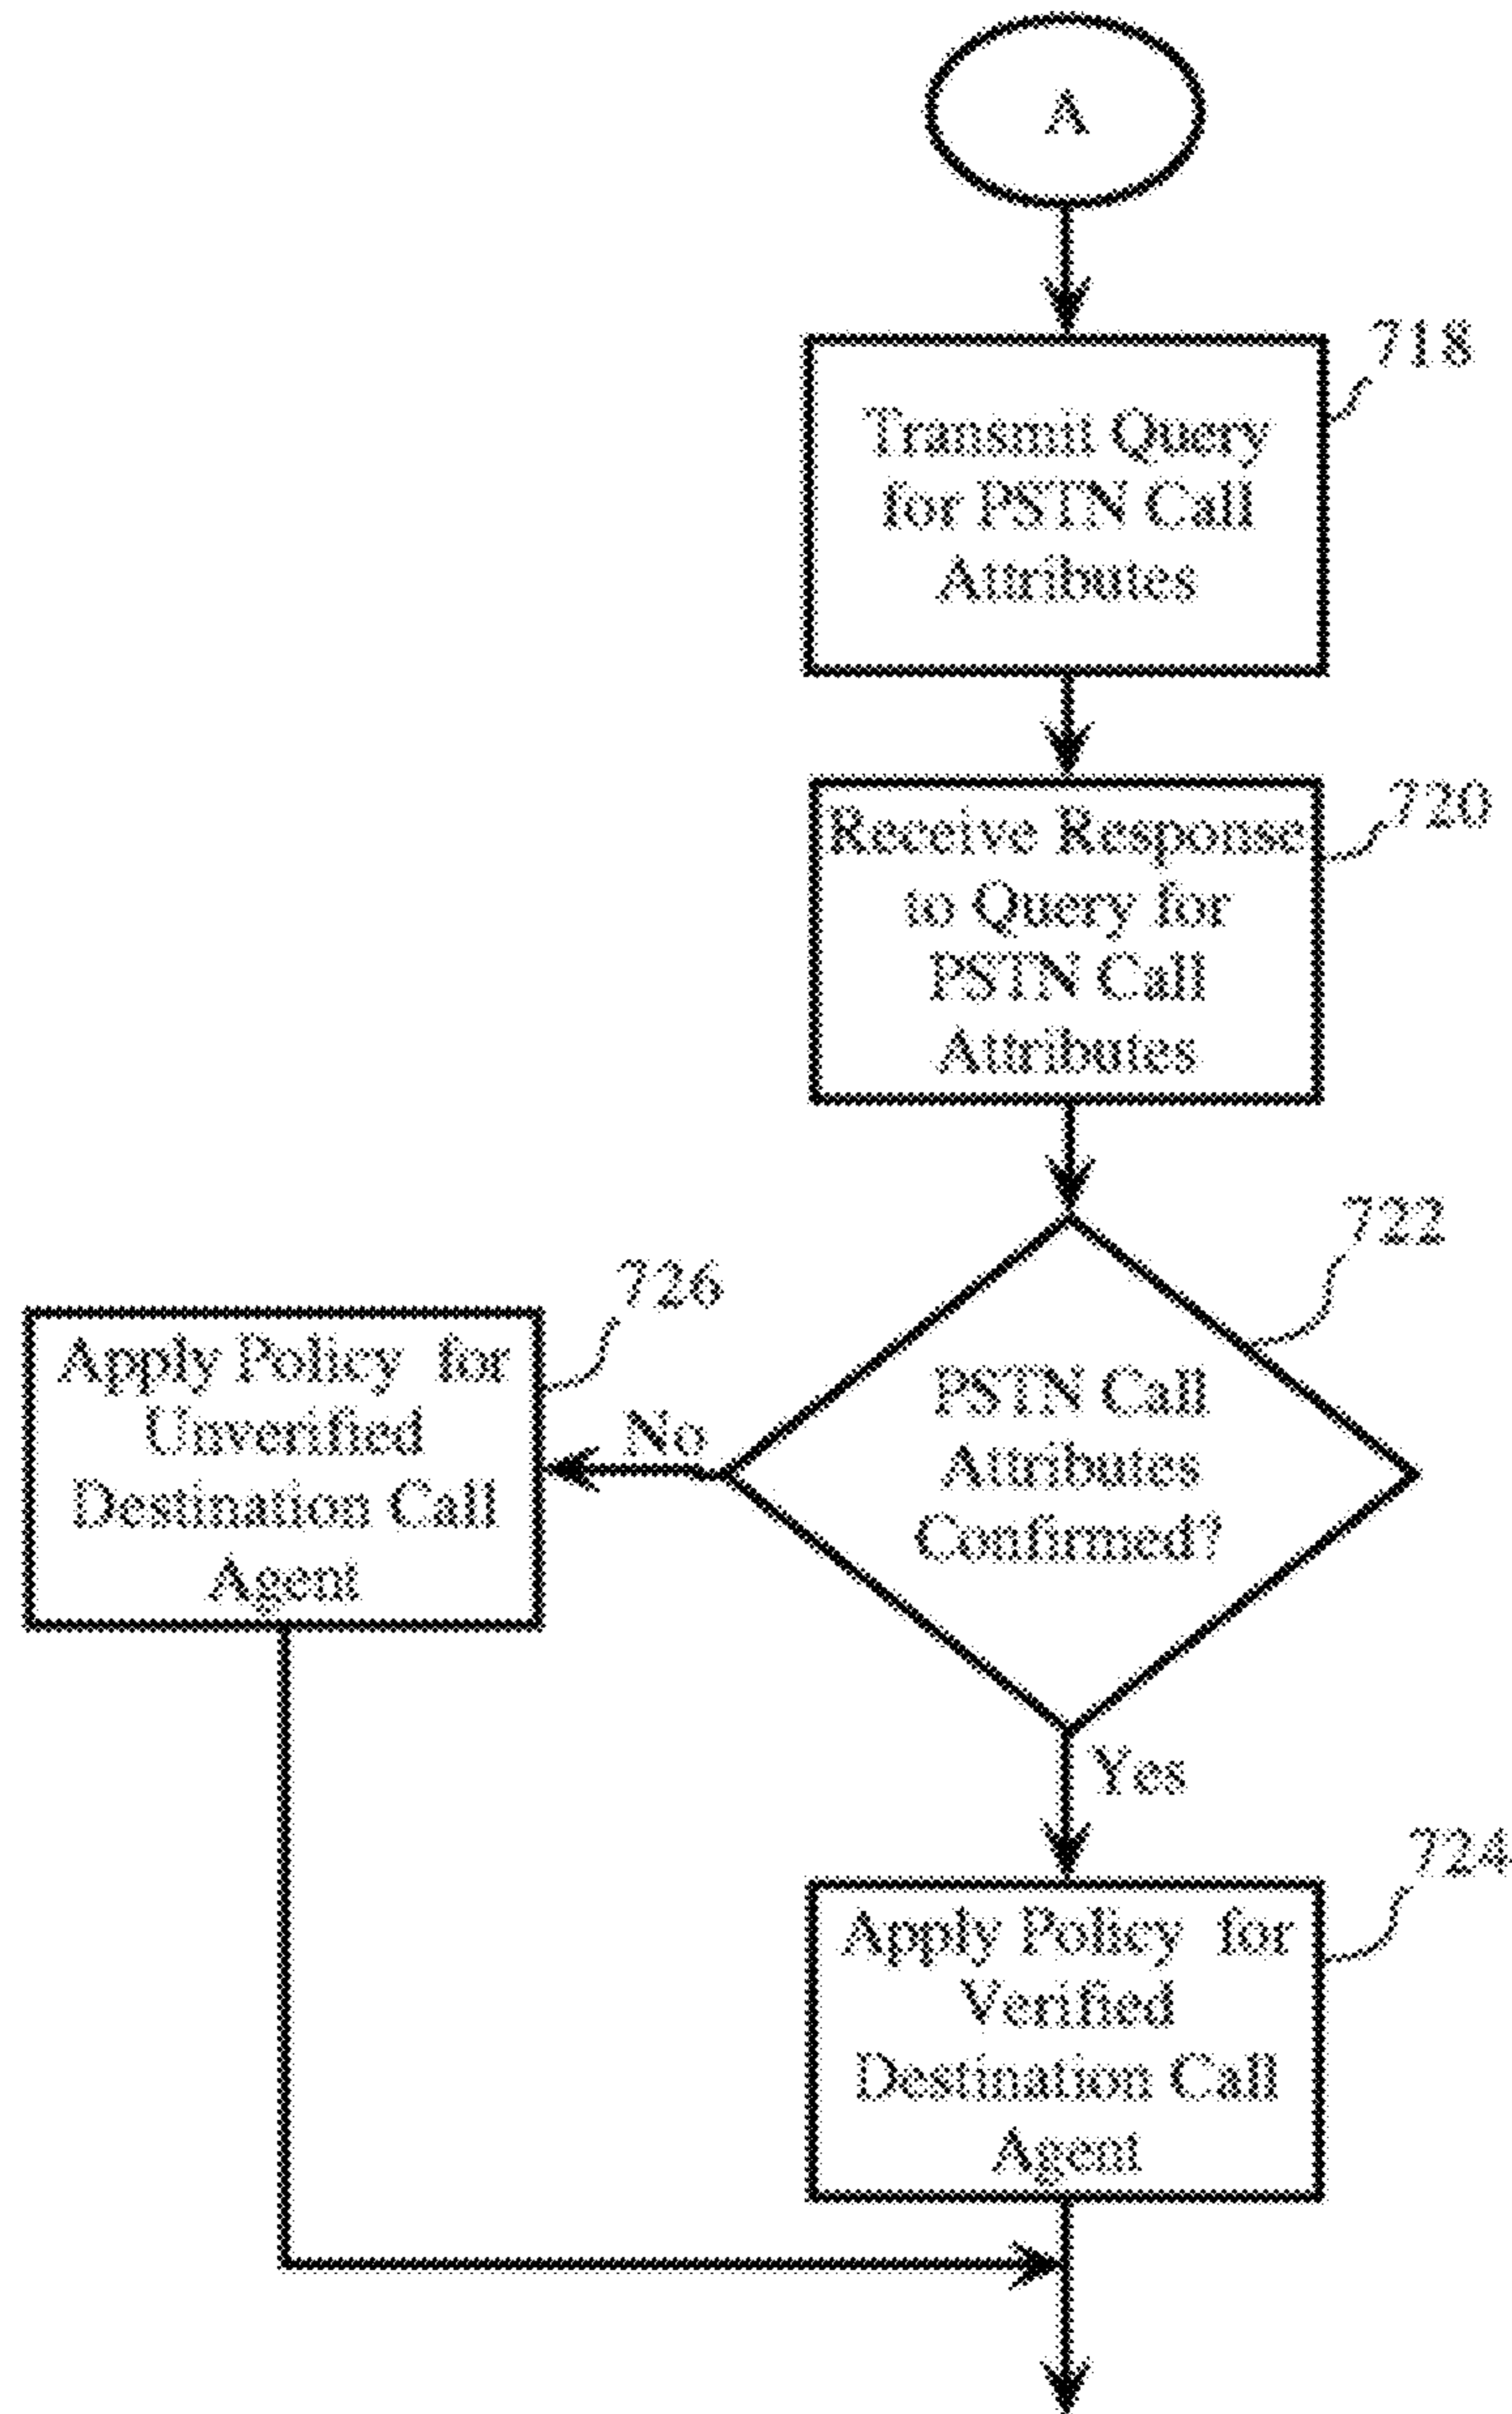 A
718
Transmit Query
for PSTN Call
Attributes
720
Receive Response
to Query for
PSTN Call
Attributes
722
PSTN Call
Attributes
Confirmed?
726
Apply Policy for
Unverified
Destination Call
Agent
No
Yes
724
Apply Policy for
Verified
Destination Call
Agent